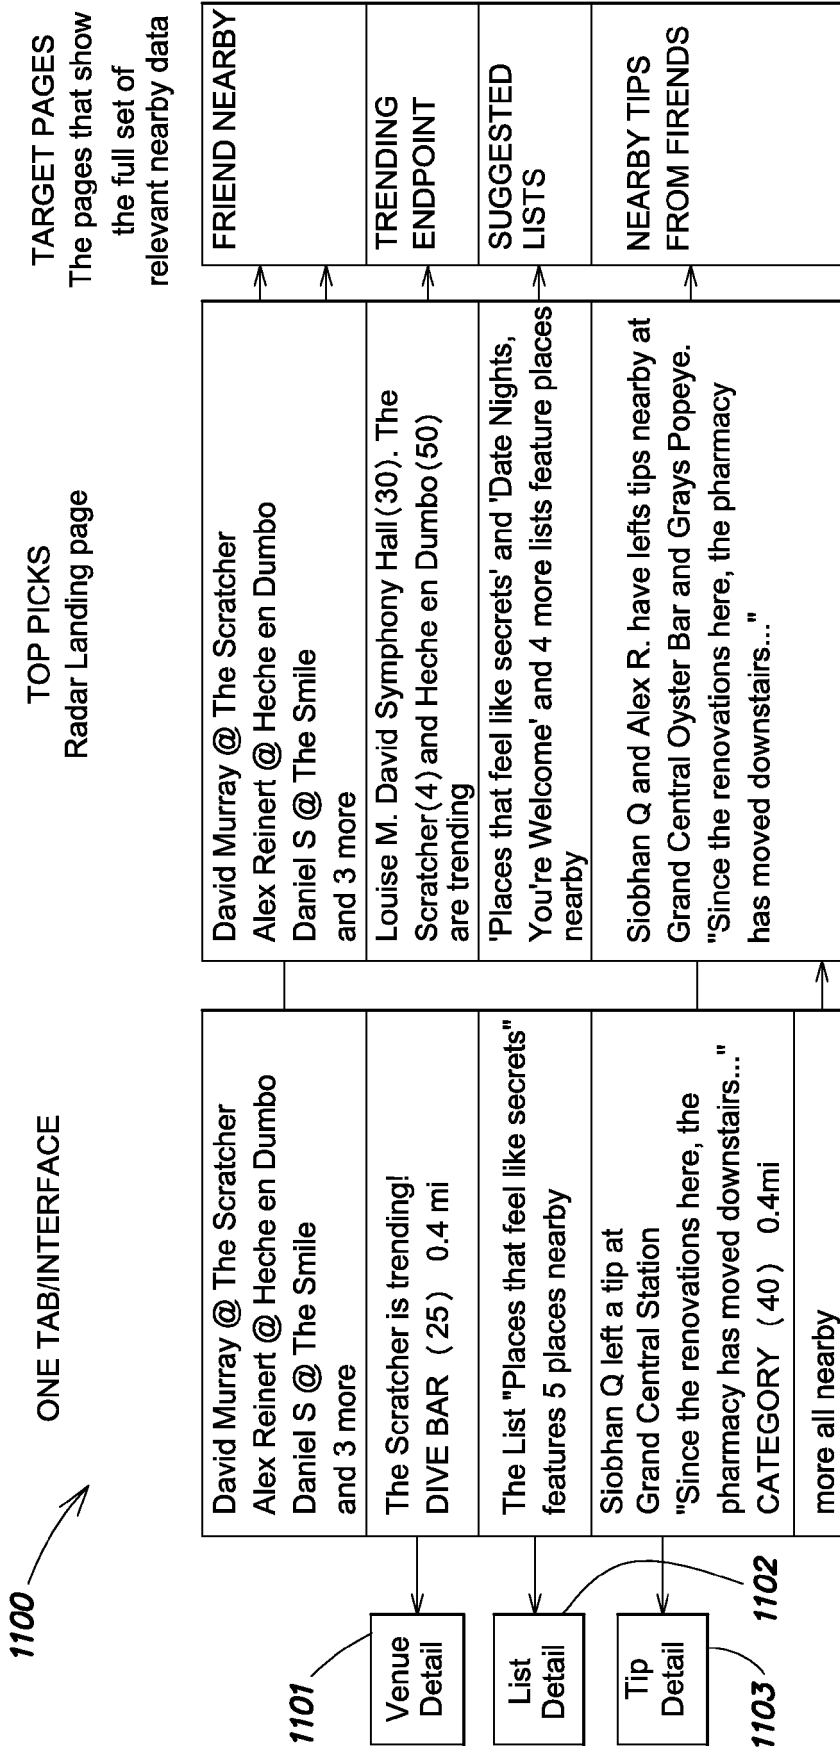 1100
ONE TAB/INTERFACE
TOP PICKS
Radar Landing page
TARGET PAGES
The pages that show
the full set of
relevant nearby data
David Murray @ The Scratcher
Alex Reinert @ Heche en Dumbo
Daniel S @ The Smile
and 3 more
David Murray @ The Scratcher
Alex Reinert @ Heche en Dumbo
Daniel S @ The Smile
and 3 more
FRIEND NEARBY
1101
Venue
Detail
The Scratcher is trending!
DIVE BAR (25) 0.4 mi
Louise M. David Symphony Hall(30). The
Scratcher(4) and Heche en Dumbo(50)
are trending
TRENDING
ENDPOINT
List
Detail
1102
The List "Places that feel like secrets"
features 5 places nearby
'Places that feel like secrets' and 'Date Nights,
You're Welcome' and 4 more lists feature places
nearby
SUGGESTED
LISTS
Tip
Detail
1103
Siobhan Q left a tip at
Grand Central Station
"Since the renovations here, the
pharmacy has moved downstairs..."
CATEGORY (40) 0.4mi
Siobhan Q and Alex R. have lefts tips nearby at
Grand Central Oyster Bar and Grays Popeye.
"Since the renovations here, the pharmacy
has moved downstairs..."
NEARBY TIPS
FROM FIRENDS
more all nearby